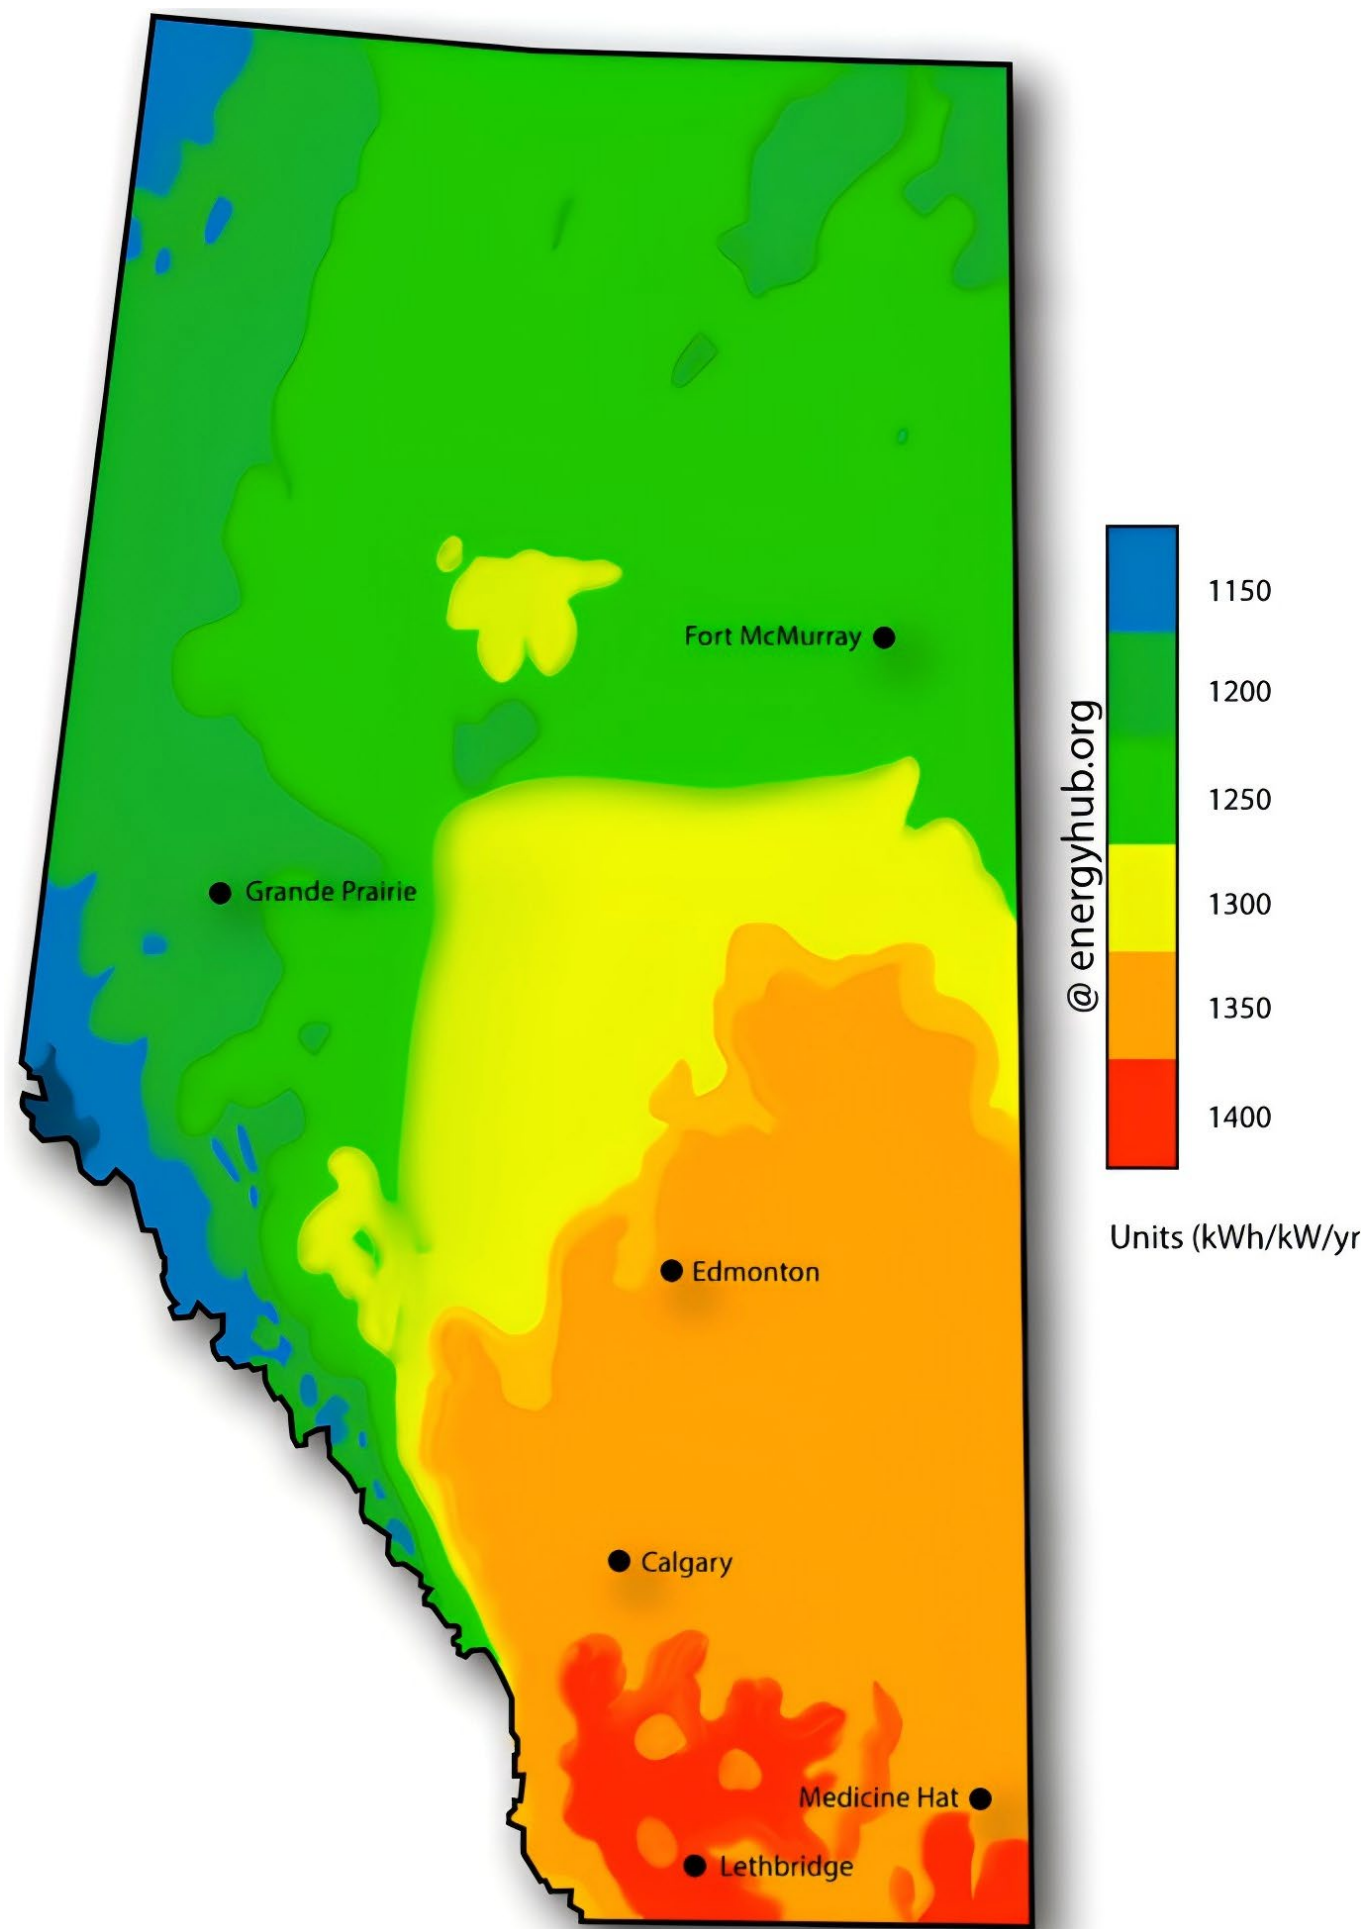 Fort McMurray
Grande Prairie
Edmonton
Calgary
Medicine Hat
Lethbridge
@ energyhub.org
1150
1200
1250
1300
1350
1400
Units (kWh/kW/yr